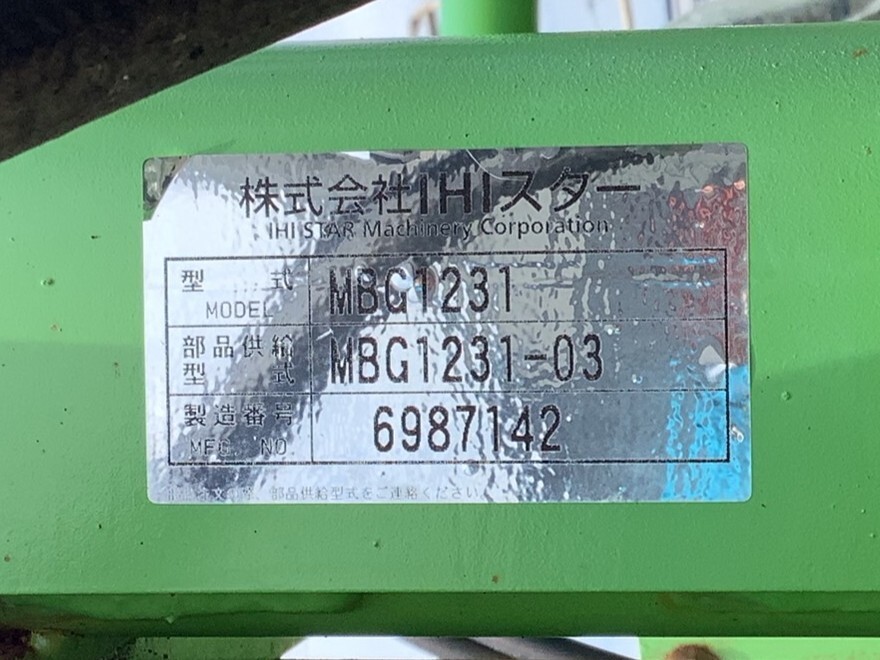 株式会社IHIスター
IHI STAR Machinery Corporation
型式 MBG1231
MODEL
部品供給 MBG1231-03
型式
製造番号 6987142
MFG NO.
部品供給型式をご連絡ください。